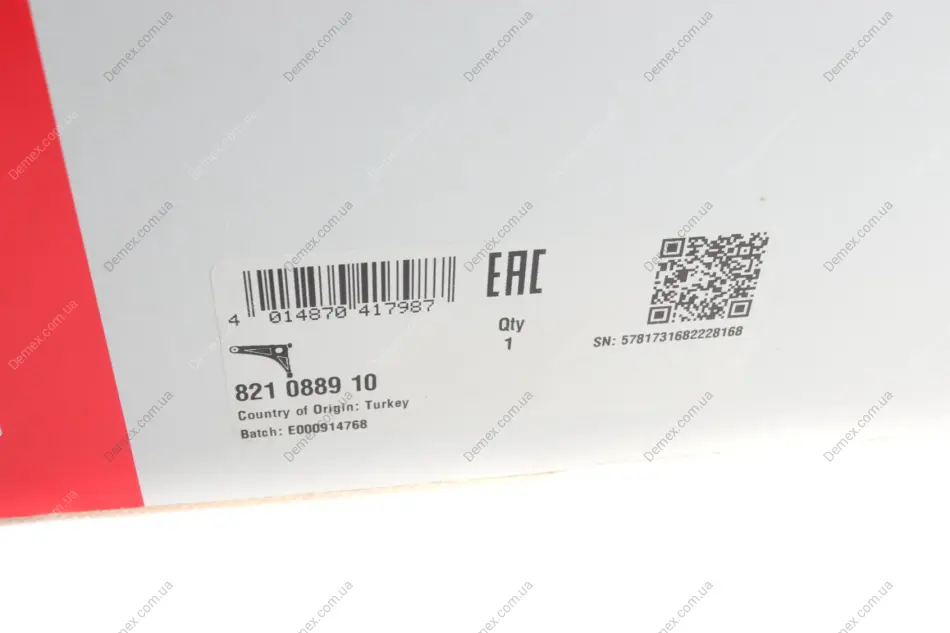 4 014870 417987
EAC
Qty
1
SN: 5781731682228168
821 0889 10
Country of Origin: Turkey
Batch: E000914768
Demex.com.ua